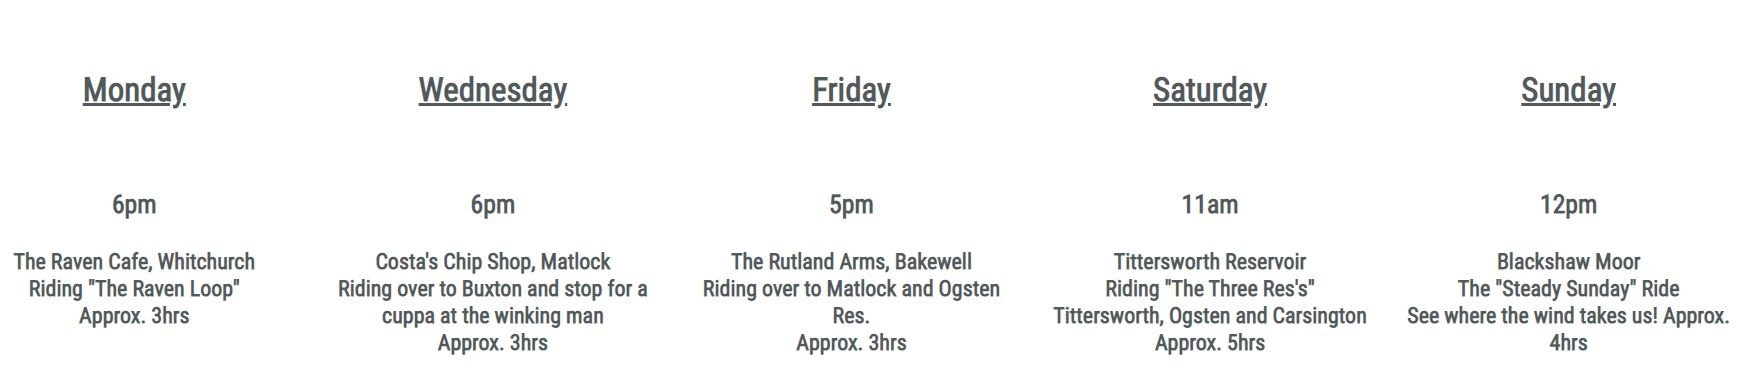 Monday
6pm
The Raven Cafe, Whitchurch
Riding "The Raven Loop"
Approx. 3hrs
Wednesday
6pm
Costa's Chip Shop, Matlock
Riding over to Buxton and stop for a
cuppa at the winking man
Approx. 3hrs
Friday
5pm
The Rutland Arms, Bakewell
Riding over to Matlock and Ogsten
Res.
Approx. 3hrs
Saturday
11am
Tittersworth Reservoir
Riding "The Three Res's"
Tittersworth, Ogsten and Carsington
Approx. 5hrs
Sunday
12pm
Blackshaw Moor
The "Steady Sunday" Ride
See where the wind takes us! Approx.
4hrs